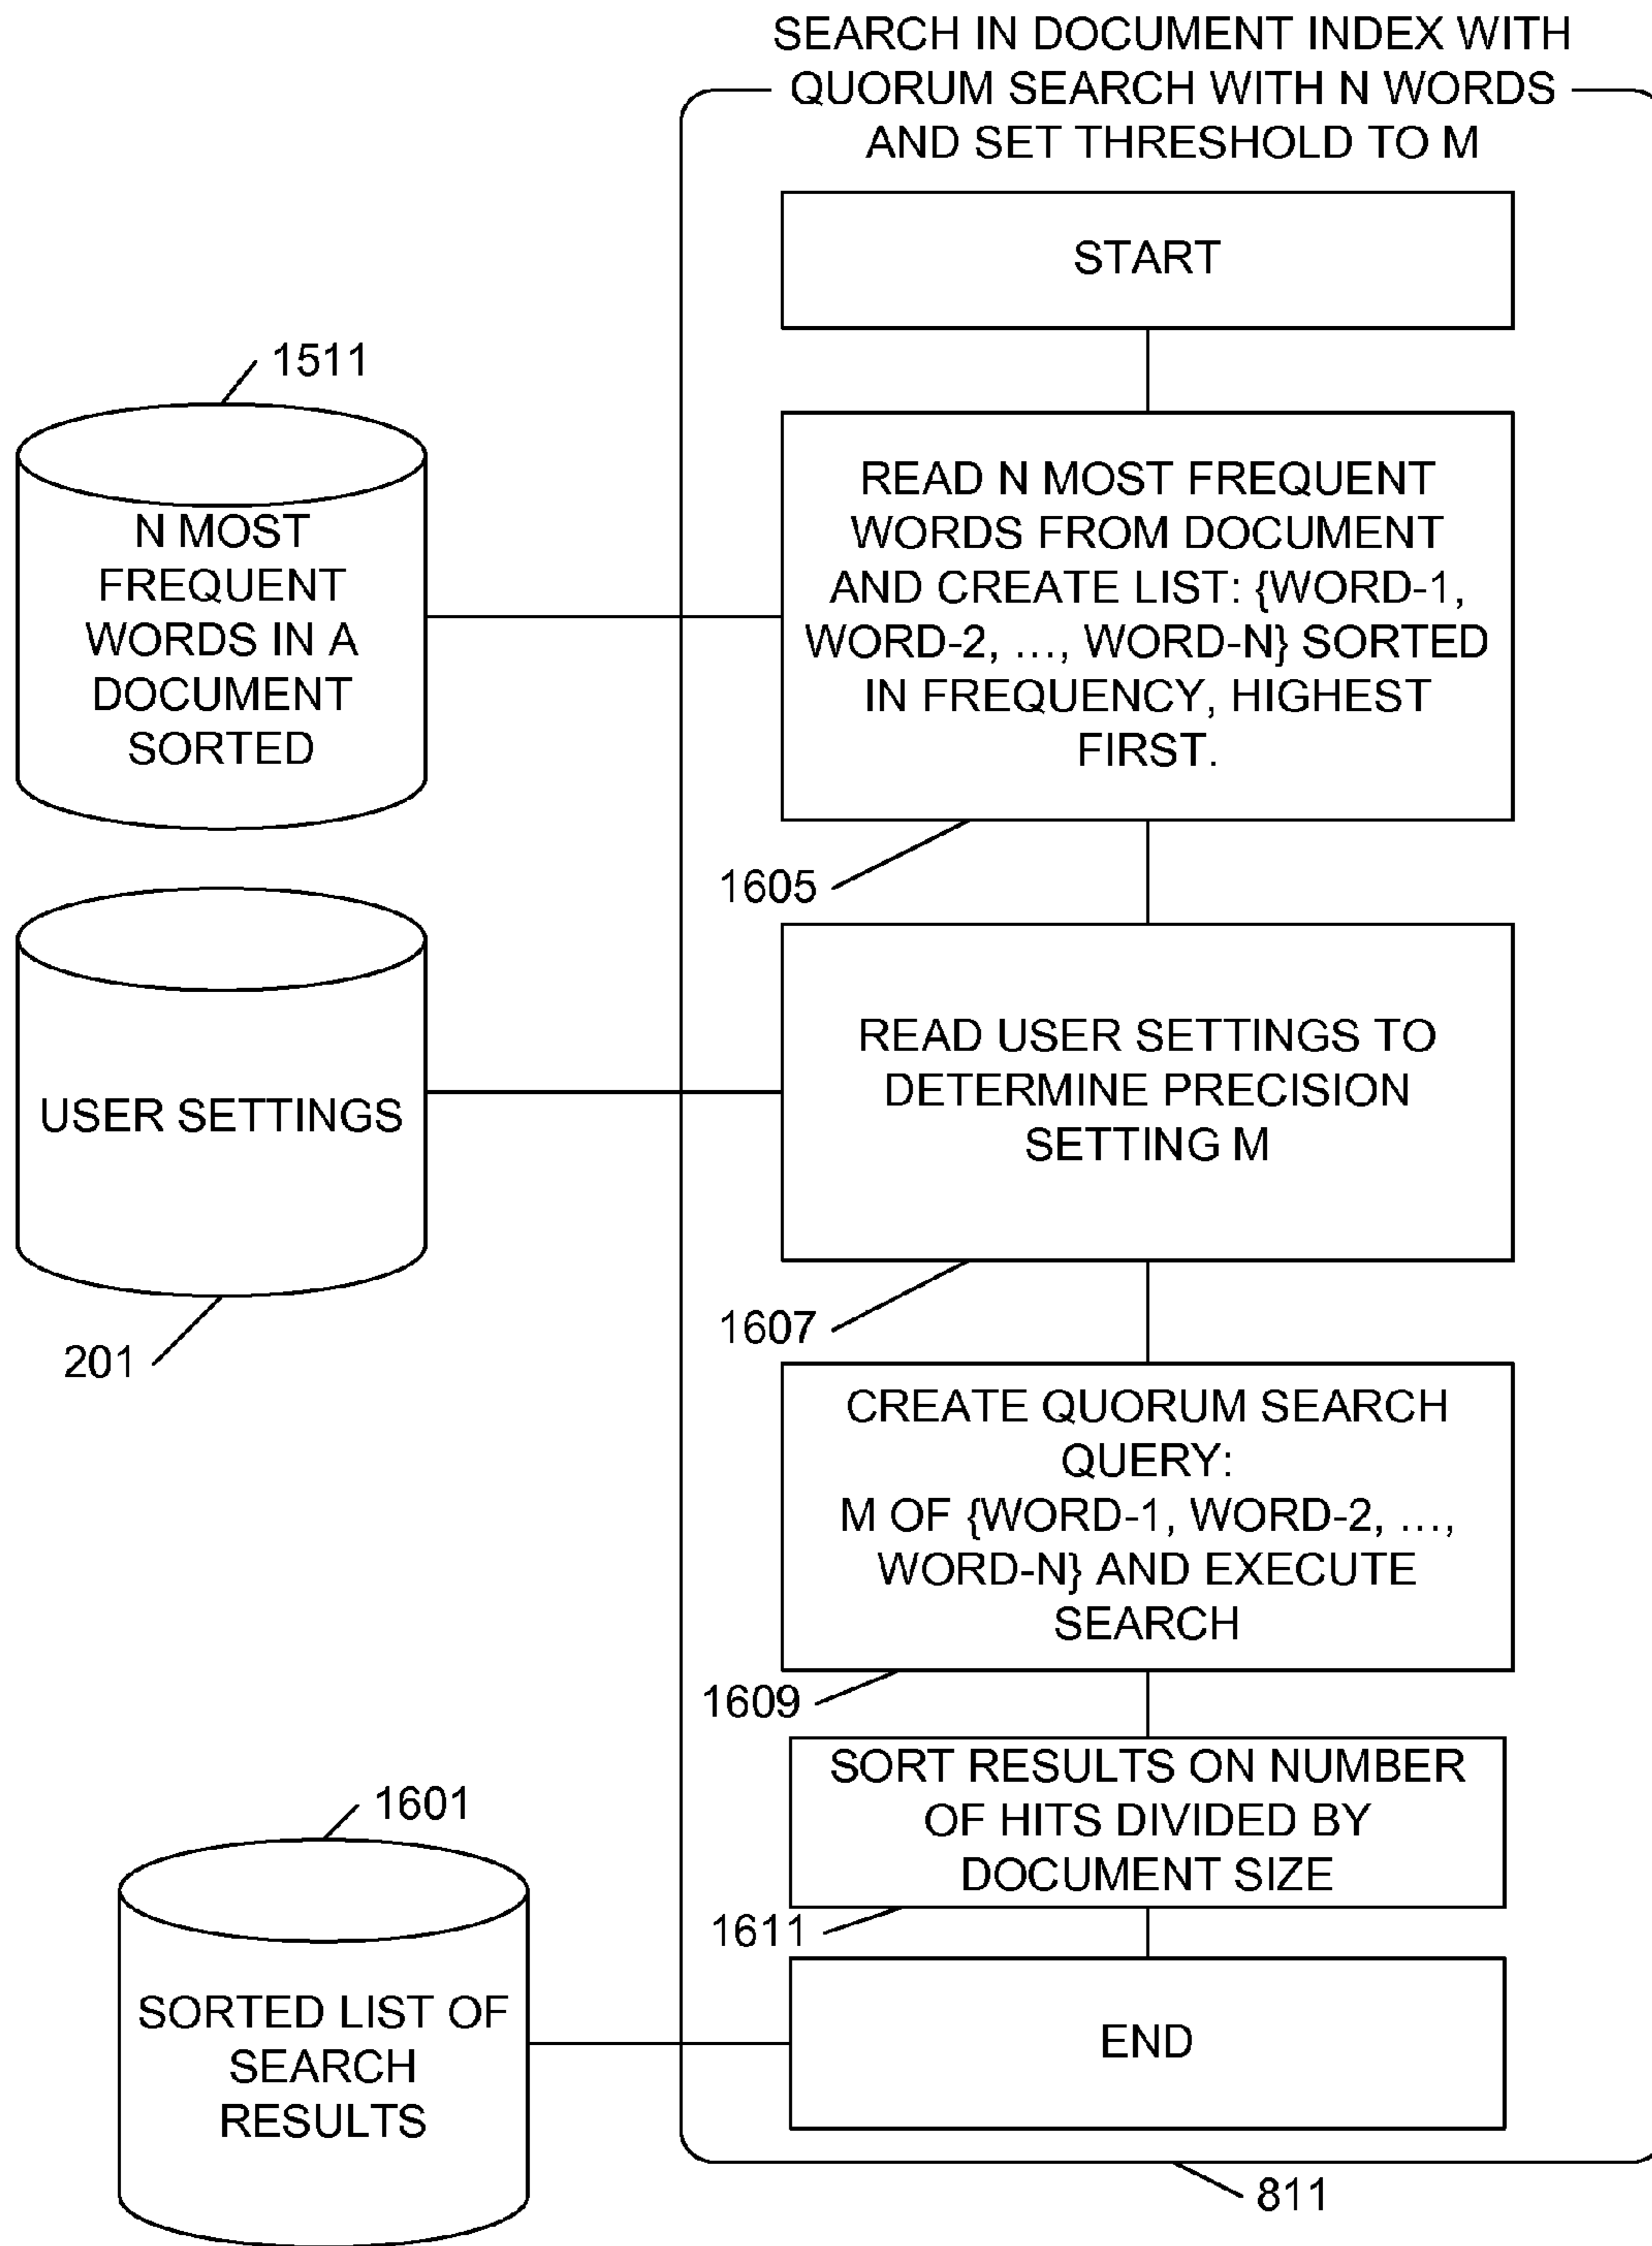 SEARCH IN DOCUMENT INDEX WITH
QUORUM SEARCH WITH N WORDS
AND SET THRESHOLD TO M
START
1511
N MOST
FREQUENT
WORDS IN A
DOCUMENT
SORTED
READ N MOST FREQUENT
WORDS FROM DOCUMENT
AND CREATE LIST: {WORD-1,
WORD-2, ..., WORD-N} SORTED
IN FREQUENCY, HIGHEST
FIRST.
1605
USER SETTINGS
201
READ USER SETTINGS TO
DETERMINE PRECISION
SETTING M
1607
CREATE QUORUM SEARCH
QUERY:
M OF {WORD-1, WORD-2, ...,
WORD-N} AND EXECUTE
SEARCH
1609
SORT RESULTS ON NUMBER
OF HITS DIVIDED BY
DOCUMENT SIZE
1611
1601
SORTED LIST OF
SEARCH
RESULTS
END
811